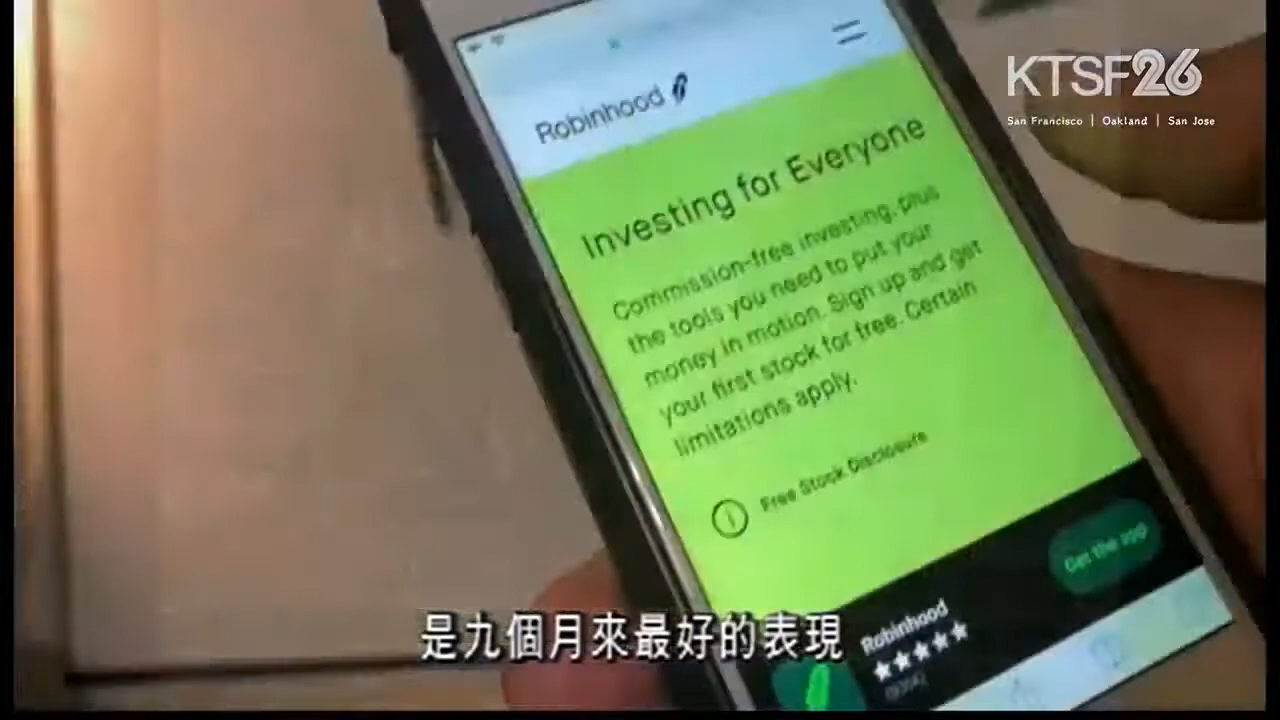 KTSF26
San Francisco | Oakland | San Jose
Robinhood
Investing for Everyone
Commission-free investing, plus
the tools you need to put your
money in motion. Sign up and get
your first stock for free. Certain
limitations apply.
Free Stock Disclosure
Get the app
Robinhood
是九個月來最好的表現